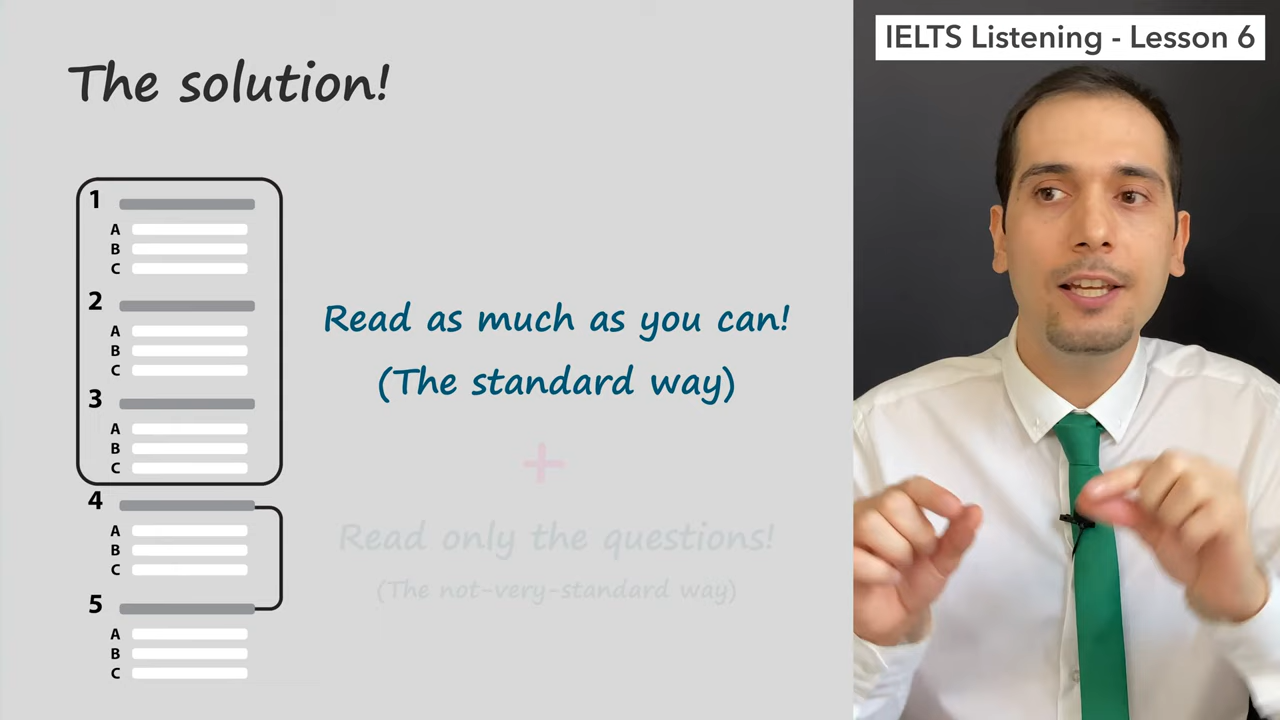 The solution!
1
A
B
C
2
A
B
C
3
A
B
C
4
A
B
C
5
A
B
C
Read as much as you can!
(The standard way)
+
Read only the questions!
(The not-very-standard way)
IELTS Listening - Lesson 6